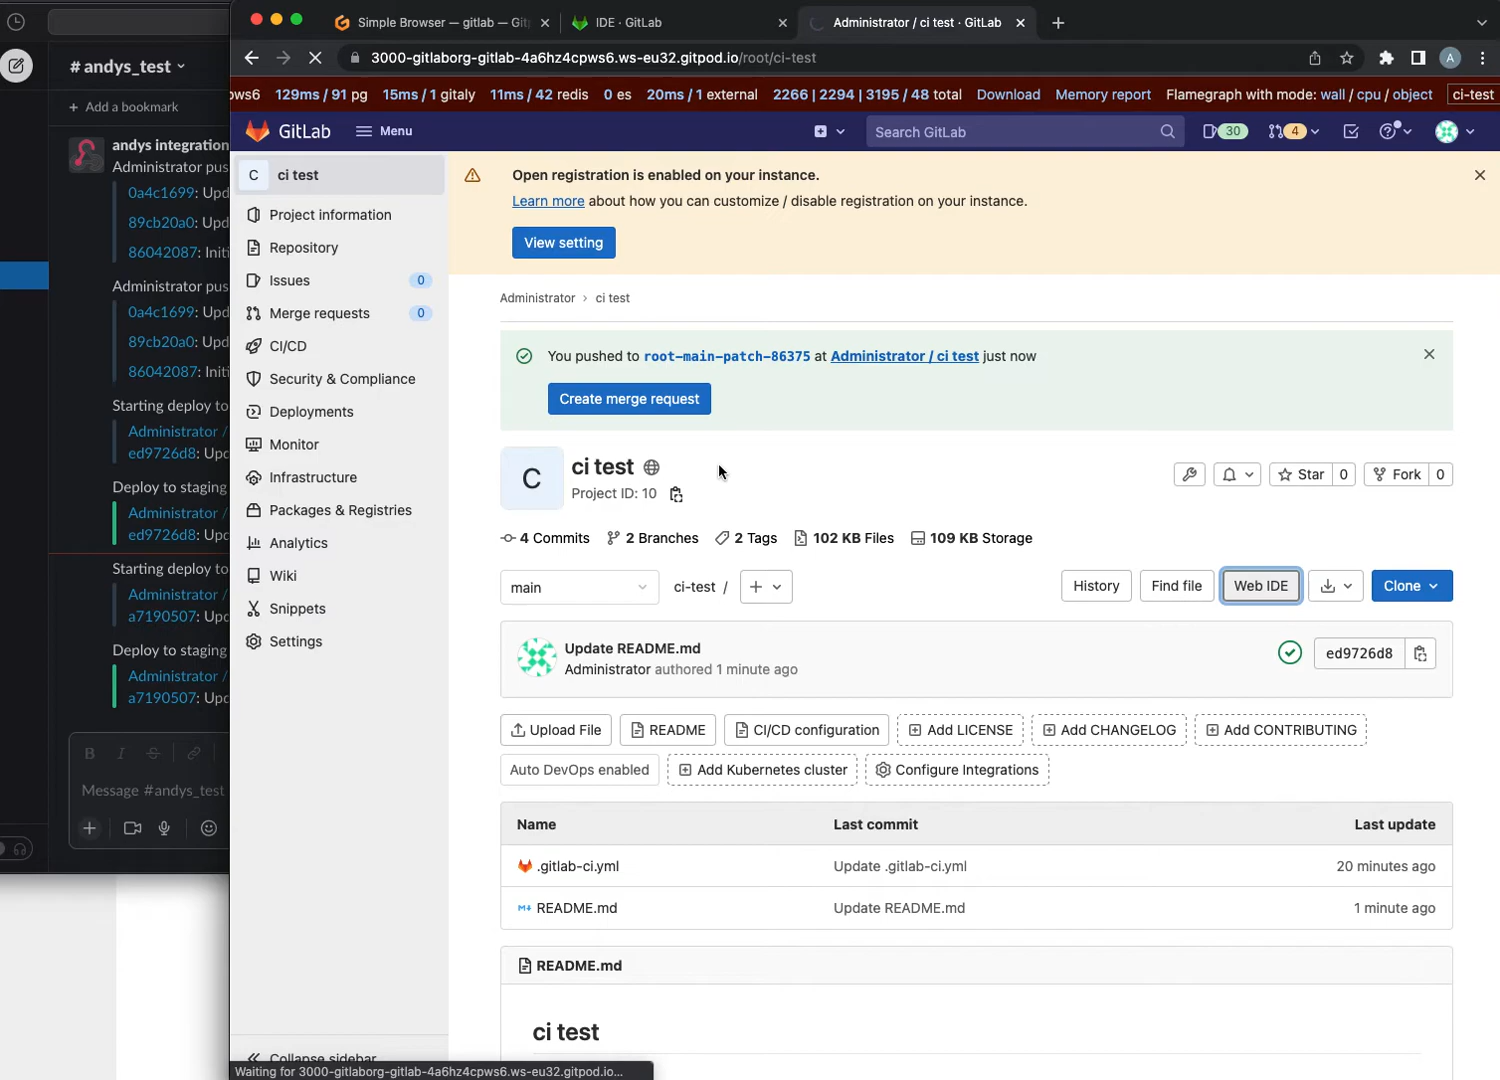 # andys_test
+ Add a bookmark
andys integration
Administrator pus
0a4c1699: Upd
89cb20a0: Upd
86042087: Initi
Administrator pus
0a4c1699: Upd
89cb20a0: Upd
86042087: Initi
Starting deploy to
Administrator /
ed9726d8: Upd
Deploy to staging
Administrator /
ed9726d8: Upd
Starting deploy to
Administrator /
a7190507: Upd
Deploy to staging
Administrator /
a7190507: Upd
B I S
Message #andys_test
Simple Browser — gitlab — Git
IDE · GitLab
Administrator / ci test · GitLab
3000-gitlaborg-gitlab-4a6hz4cpws6.ws-eu32.gitpod.io/root/ci-test
A
ows6 129ms / 91 pg 15ms / 1 gitaly 11ms / 42 redis 0 es 20ms / 1 external 2266 | 2294 | 3195 / 48 total Download Memory report Flamegraph with mode: wall / cpu / object ci-test
GitLab Menu Search GitLab 30 4
C ci test
Project information
Repository
Issues 0
Merge requests 0
CI/CD
Security & Compliance
Deployments
Monitor
Infrastructure
Packages & Registries
Analytics
Wiki
Snippets
Settings
Collapse sidebar
Waiting for 3000-gitlaborg-gitlab-4a6hz4cpws6.ws-eu32.gitpod.io...
Open registration is enabled on your instance.
Learn more about how you can customize / disable registration on your instance.
View setting
Administrator › ci test
You pushed to root-main-patch-86375 at Administrator / ci test just now
Create merge request
C ci test
Project ID: 10
Star 0 Fork 0
4 Commits 2 Branches 2 Tags 102 KB Files 109 KB Storage
main ci-test / + History Find file Web IDE Clone
Update README.md
Administrator authored 1 minute ago
ed9726d8
Upload File README CI/CD configuration Add LICENSE Add CHANGELOG Add CONTRIBUTING
Auto DevOps enabled Add Kubernetes cluster Configure Integrations
Name Last commit Last update
.gitlab-ci.yml Update .gitlab-ci.yml 20 minutes ago
README.md Update README.md 1 minute ago
README.md
ci test